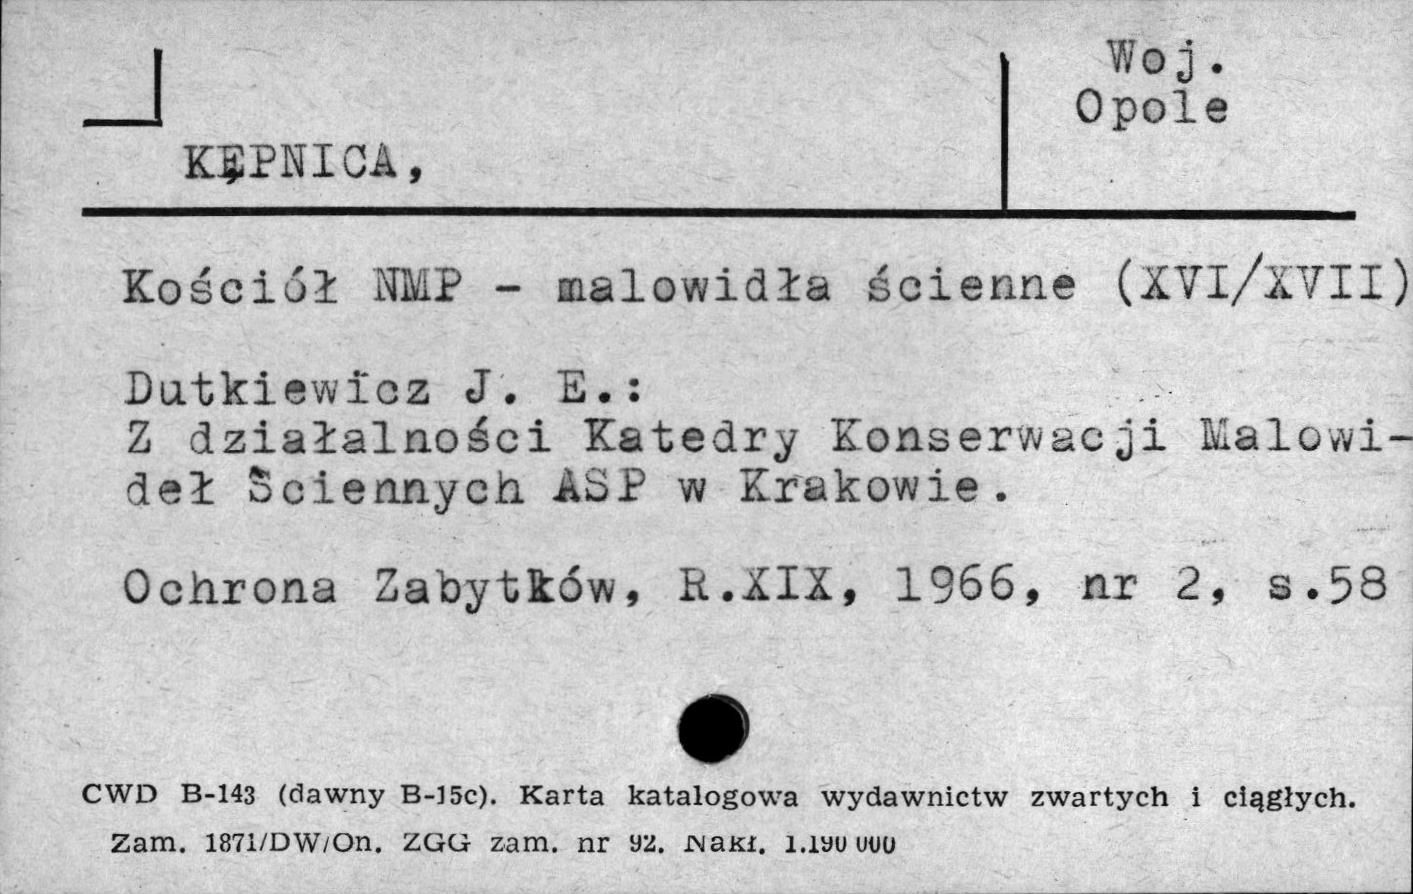 Woj.
Opole
KĘPNICA,
Kościół NMP - malowidła ścienne (XVI/XVII)
Dutkiewicz J. E.:
Z działalności Katedry Konserwacji Malowi-
deł Ściennych ASP w Krakowie.
Ochrona Zabytków, R.XIX, 1966, nr 2, s.58
CWD B-143 (dawny B-15c). Karta katalogowa wydawnictw zwartych i ciągłych.
Zam. 1871/DW/On. ZGG zam. nr 92. Nakł. 1.190 000